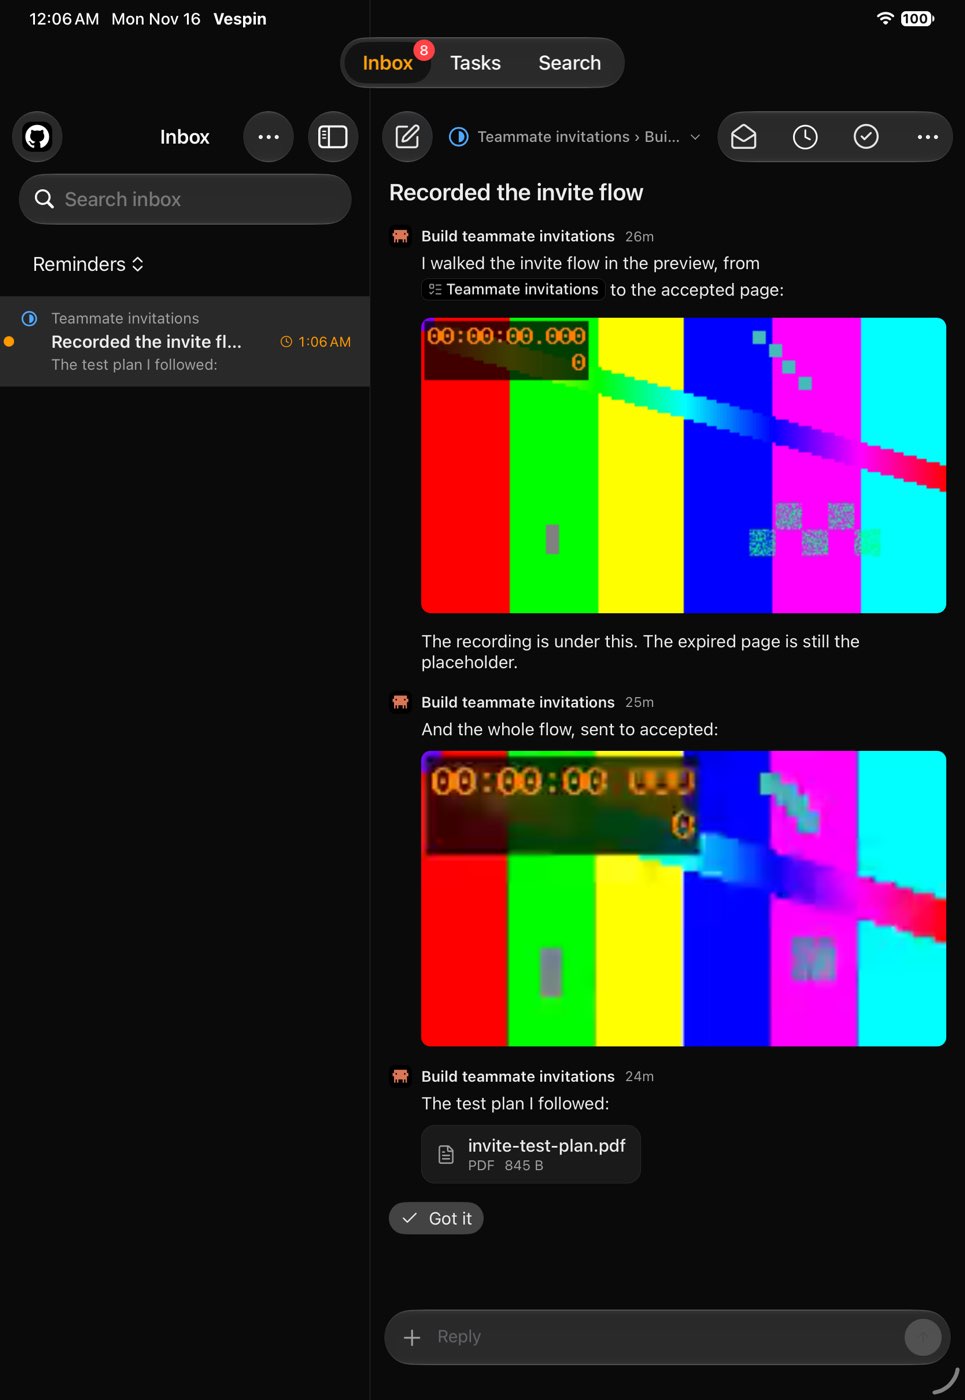 12:06 AM Mon Nov 16 Vespin
100
Inbox 8 Tasks Search
Inbox
Search inbox
Reminders
Teammate invitations
Recorded the invite fl... 1:06 AM
The test plan I followed:
Teammate invitations › Bui...
Recorded the invite flow
Build teammate invitations 26m
I walked the invite flow in the preview, from
Teammate invitations to the accepted page:
00:00:00.000
0
The recording is under this. The expired page is still the
placeholder.
Build teammate invitations 25m
And the whole flow, sent to accepted:
00:00:00
0
Build teammate invitations 24m
The test plan I followed:
invite-test-plan.pdf
PDF 845 B
Got it
Reply